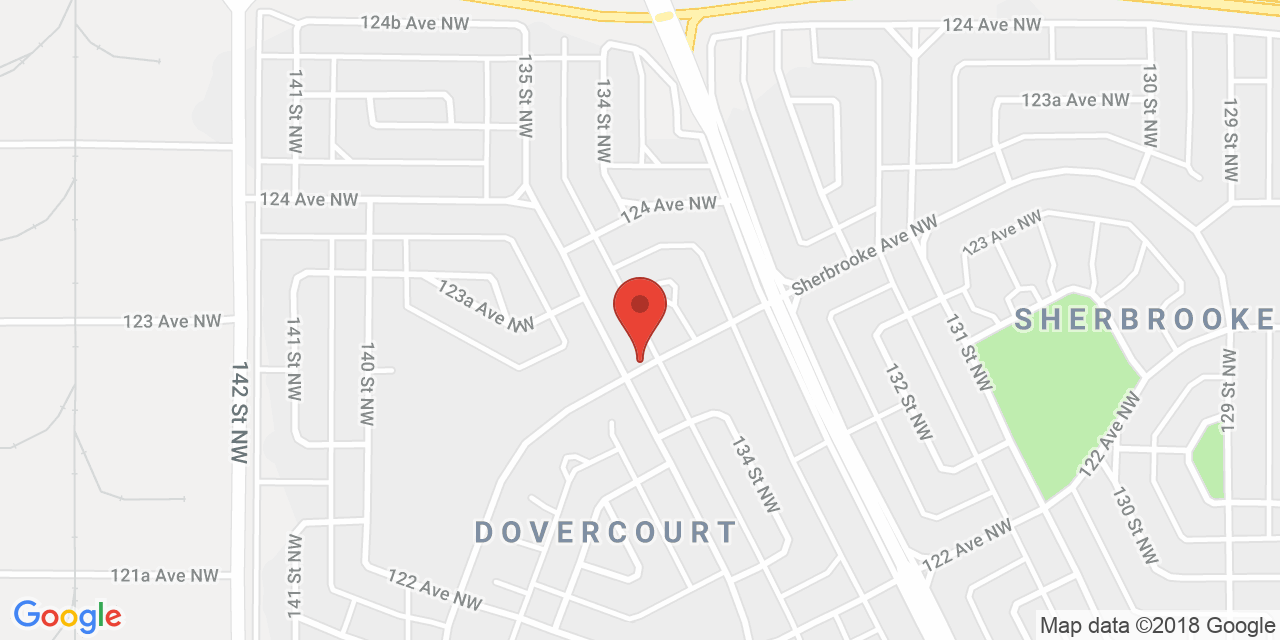 124b Ave NW
124 Ave NW
135 St NW
141 St NW
134 St NW
130 St NW
123a Ave NW
129 St NW
124 Ave NW
124 Ave NW
Sherbrooke Ave NW
123 Ave NW
123a Ave NW
123 Ave NW
SHERBROOKE
141 St NW
140 St NW
142 St NW
131 St NW
132 St NW
129 St NW
122 Ave NW
134 St NW
130 St NW
DOVERCOURT
122 Ave NW
141 St NW
121a Ave NW
122 Ave NW
Google
Map data ©2018 Google